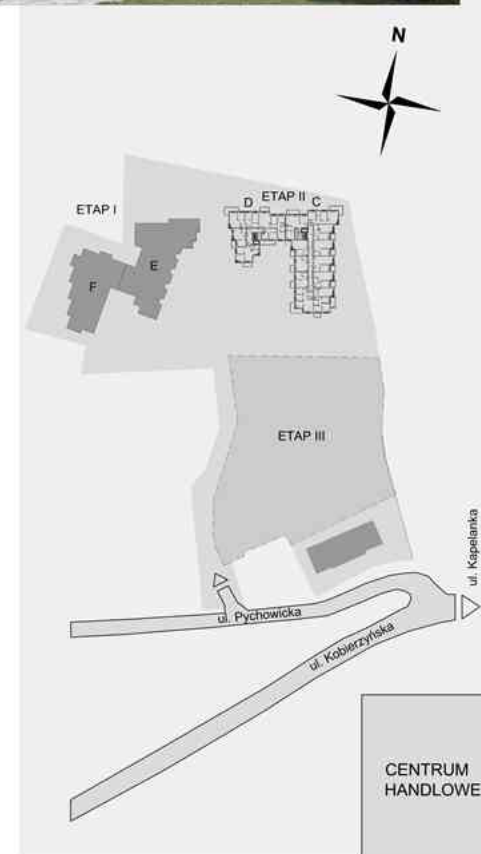 N
ETAP I
D
ETAP II
C
E
F
ETAP III
ul. Kapelanka
ul. Pychowicka
ul. Kobierzyńska
CENTRUM
HANDLOWE